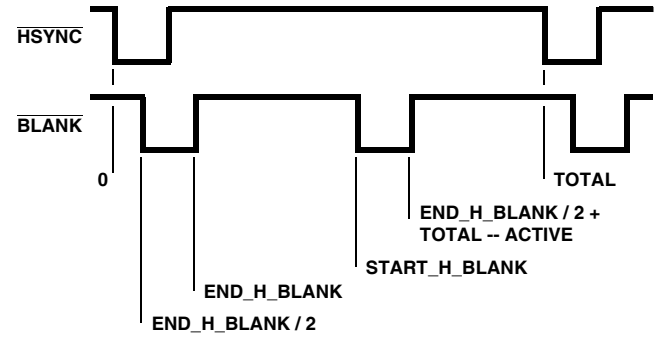 HSYNC
BLANK
0
TOTAL
END_H_BLANK / 2 +
TOTAL -- ACTIVE
START_H_BLANK
END_H_BLANK
END_H_BLANK / 2